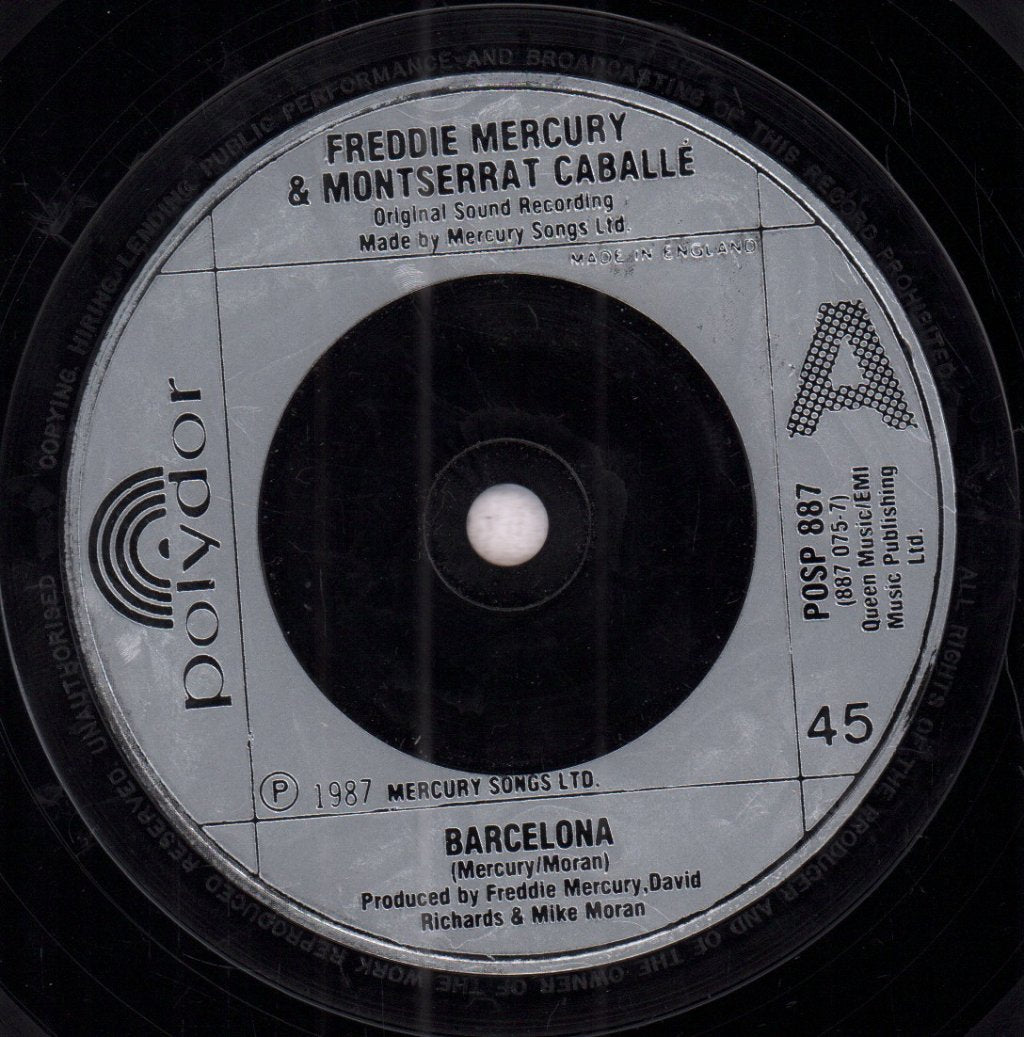 FREDDIE MERCURY
& MONTSERRAT CABALLÉ
Original Sound Recording
Made by Mercury Songs Ltd.
MADE IN ENGLAND
polydor
A
POSP 887
(887 075-7)
Queen Music/EMI
Music Publishing
Ltd.
45
Ⓟ 1987 MERCURY SONGS LTD.
BARCELONA
(Mercury/Moran)
Produced by Freddie Mercury,David
Richards & Mike Moran
ALL RIGHTS OF THE PRODUCER AND OF THE OWNER OF THE WORK REPRODUCED RESERVED UNAUTHORISED COPYING, HIRING, LENDING, PUBLIC PERFORMANCE AND BROADCASTING OF THIS RECORD PROHIBITED